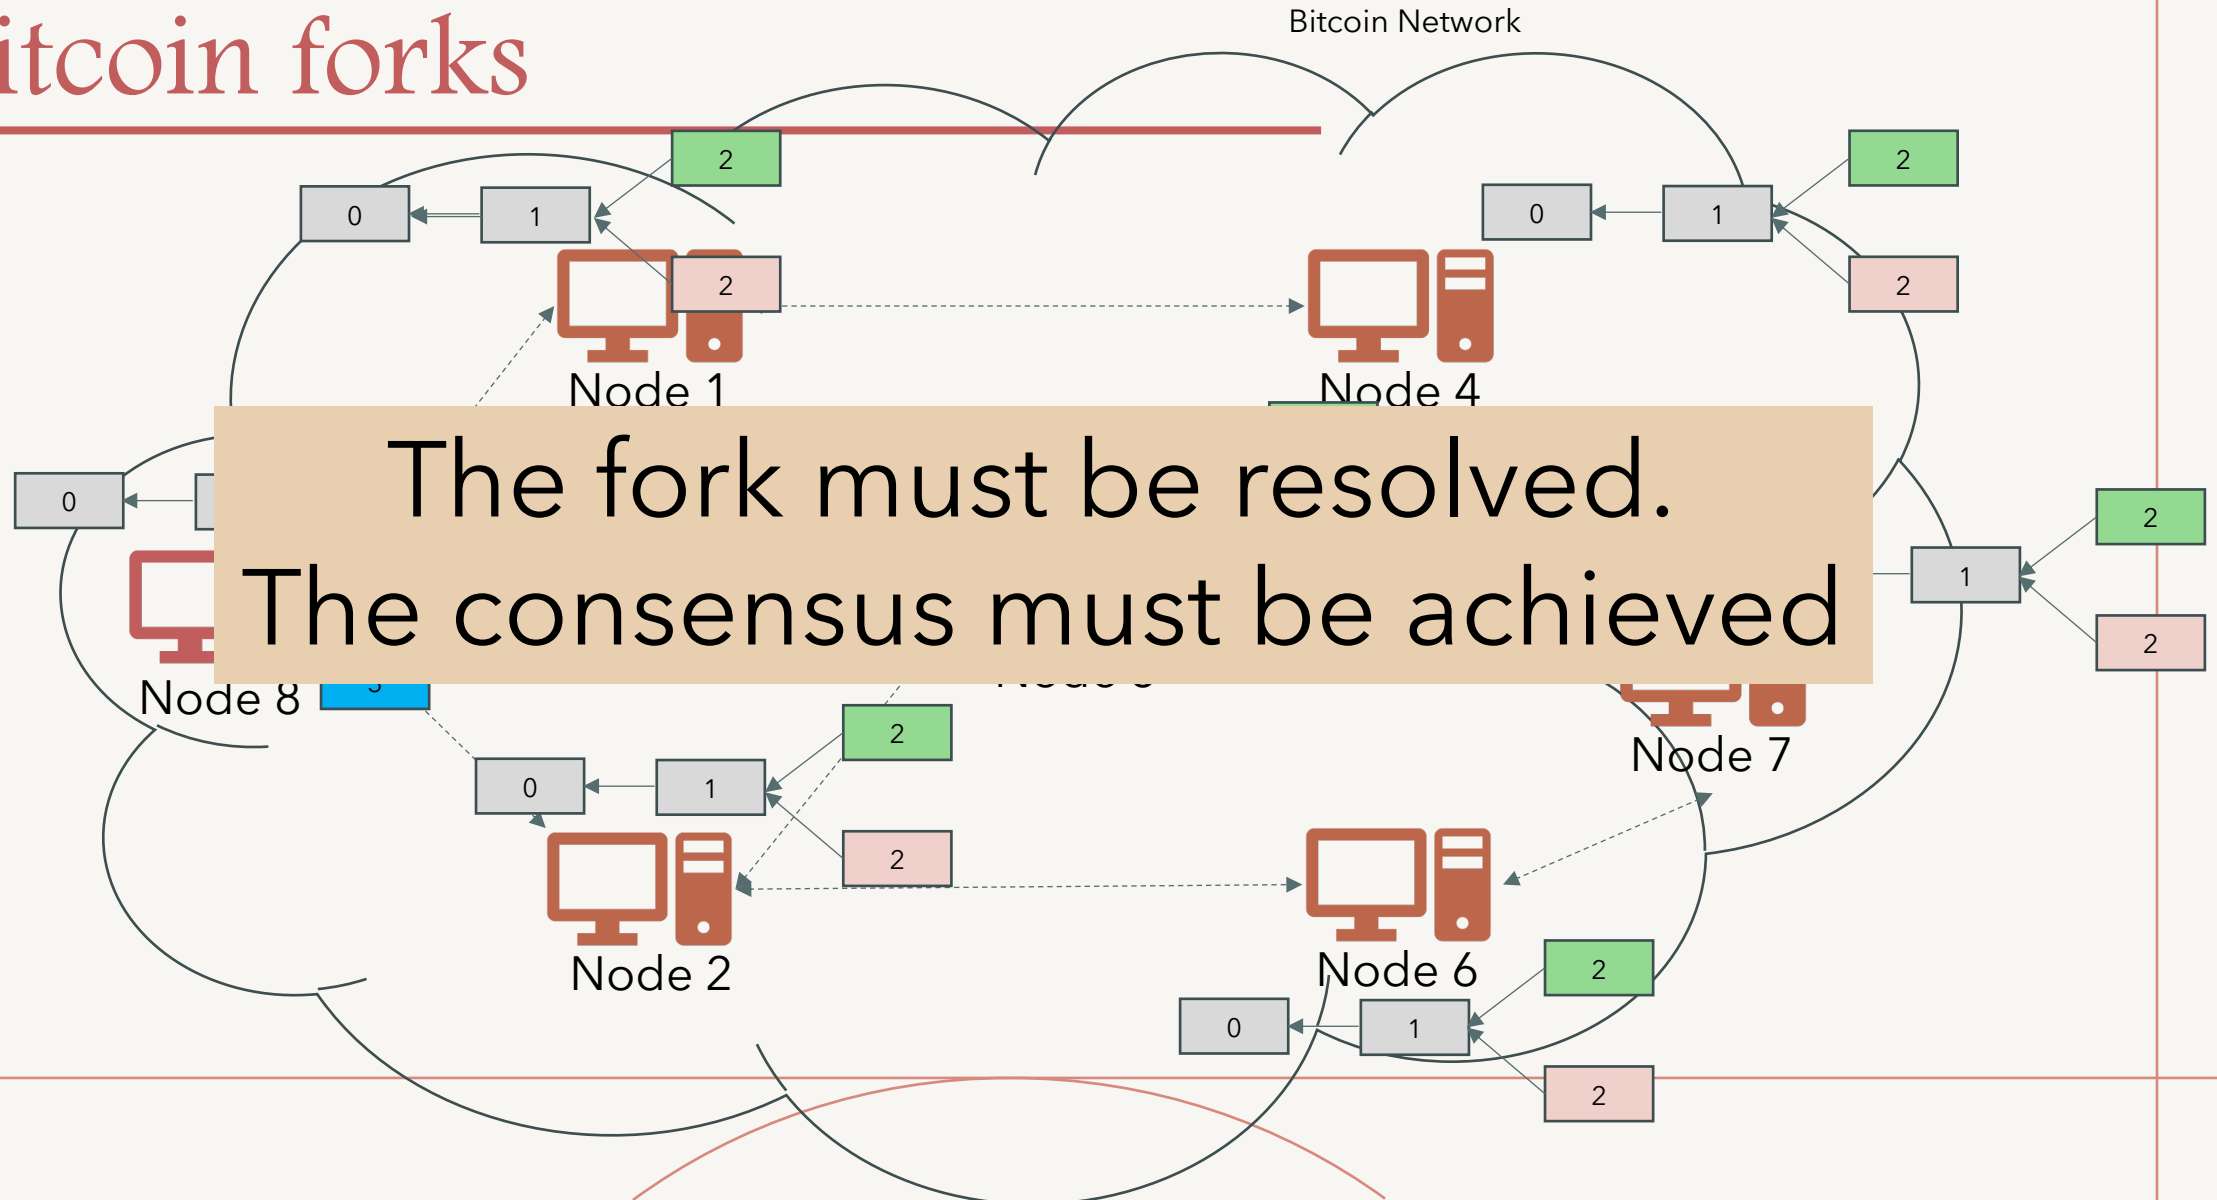 itcoin forks
Bitcoin Network
2
0
1
2
2
0
1
2
Node 1
Node 4
The fork must be resolved.
The consensus must be achieved
0
2
1
2
Node 8
Node 7
2
0
1
2
Node 2
Node 6
2
0
1
2